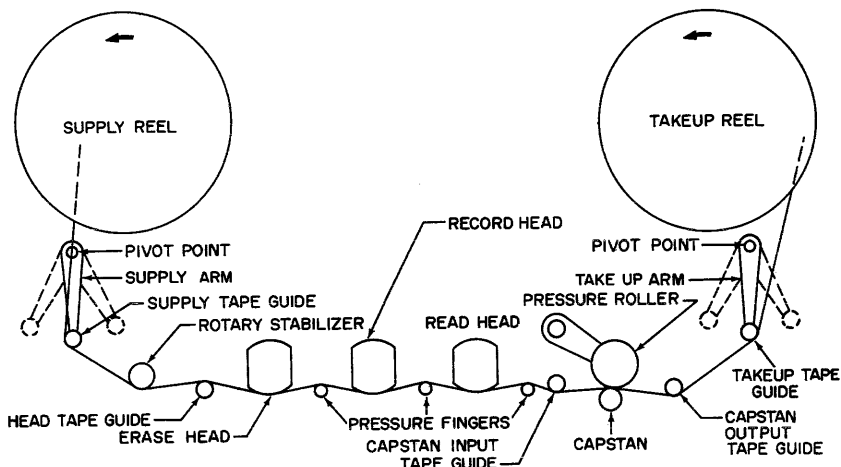 SUPPLY REEL
TAKEUP REEL
RECORD HEAD
PIVOT POINT
SUPPLY ARM
SUPPLY TAPE GUIDE
ROTARY STABILIZER
READ HEAD
PIVOT POINT
TAKE UP ARM
PRESSURE ROLLER
HEAD TAPE GUIDE
ERASE HEAD
PRESSURE FINGERS
CAPSTAN INPUT
TAPE GUIDE
CAPSTAN
TAKEUP TAPE
GUIDE
CAPSTAN
OUTPUT
TAPE GUIDE